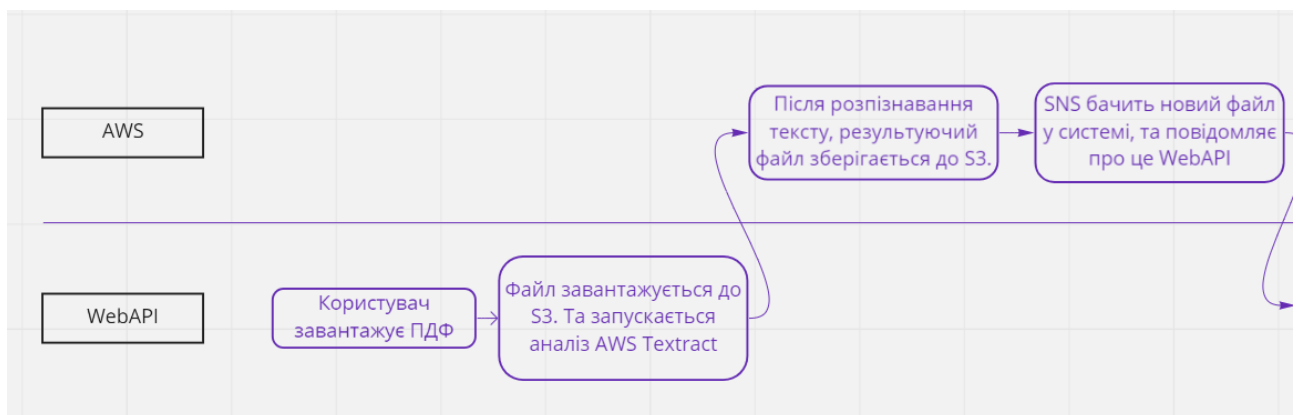 AWS
Після розпізнавання
тексту, результуючий
файл зберігається до S3.
SNS бачить новий файл
у системі, та повідомляє
про це WebAPI
WebAPI
Користувач
завантажує ПДФ
Файл завантажується до
S3. Та запускається
аналіз AWS Textract